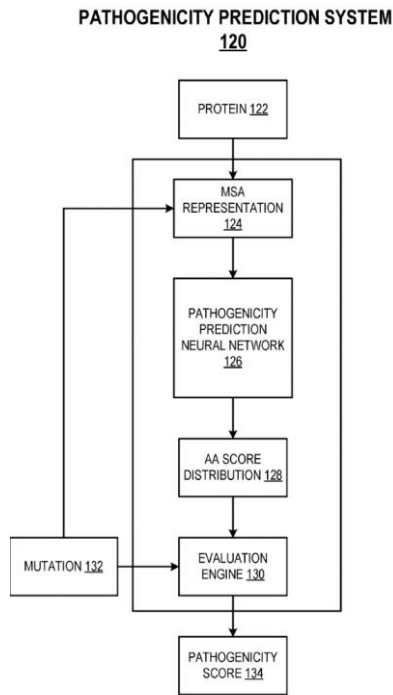 PATHOGENICITY PREDICTION SYSTEM
120
PROTEIN 122
MSA
REPRESENTATION
124
PATHOGENICITY
PREDICTION
NEURAL NETWORK
126
AA SCORE
DISTRIBUTION 128
MUTATION 132
EVALUATION
ENGINE 130
PATHOGENICITY
SCORE 134